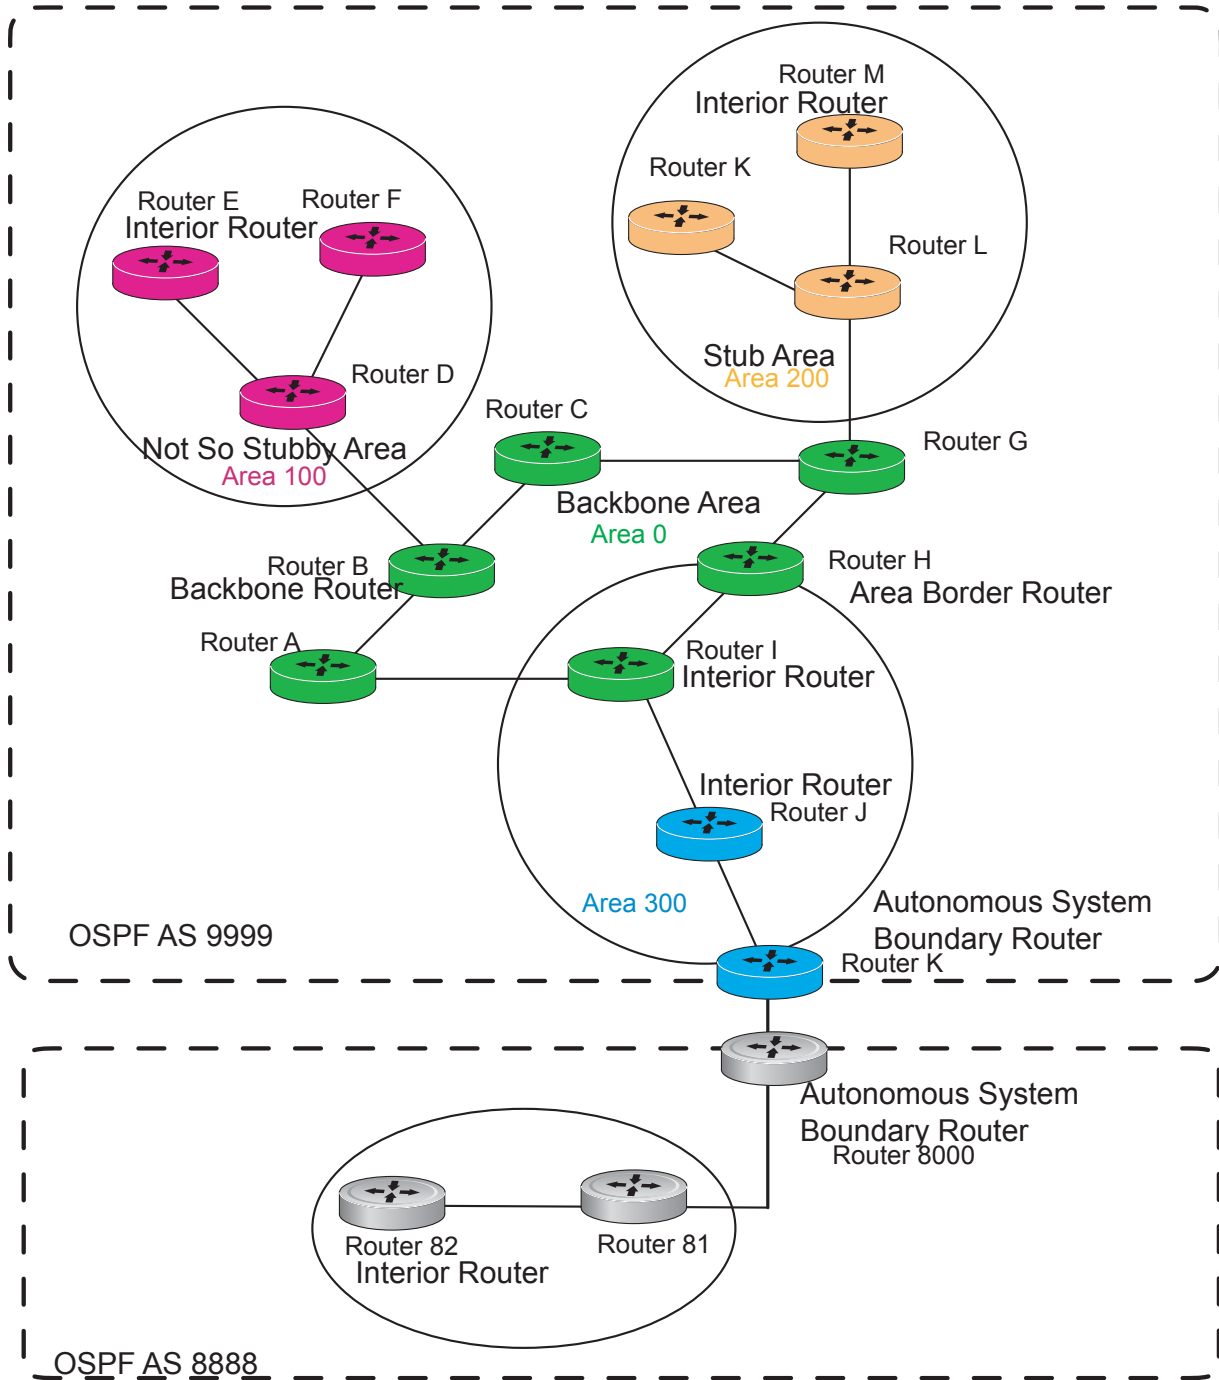 Router M
Interior Router
Router K
Router E
Interior Router
Router F
Router L
Stub Area
Area 200
Router D
Router C
Not So Stubby Area
Area 100
Router G
Backbone Area
Area 0
Router B
Backbone Router
Router H
Area Border Router
Router A
Router I
Interior Router
Interior Router
Router J
Area 300
Autonomous System
Boundary Router
Router K
OSPF AS 9999
Autonomous System
Boundary Router
Router 8000
Router 82
Interior Router
Router 81
OSPF AS 8888